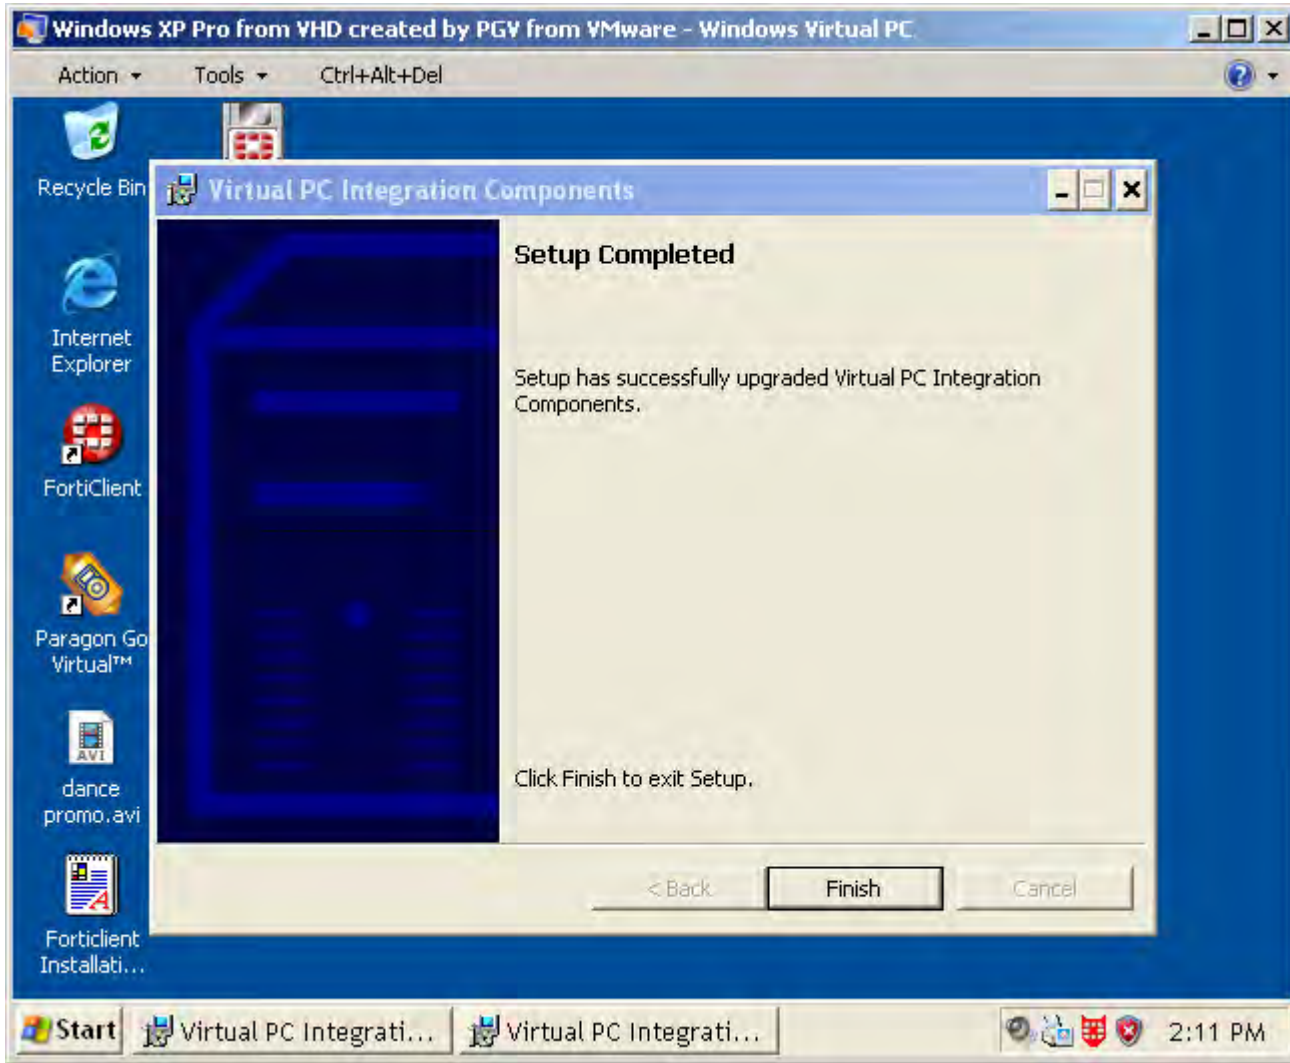 Windows XP Pro from VHD created by PGV from VMware - Windows Virtual PC
Action Tools Ctrl+Alt+Del
Recycle Bin
Virtual PC Integration Components
Setup Completed
Internet
Explorer
Setup has successfully upgraded Virtual PC Integration
Components.
FortiClient
Paragon Go
Virtual™
AVI
dance
promo.avi
Click Finish to exit Setup.
< Back Finish Cancel
Forticlient
Installati...
Start Virtual PC Integrati... Virtual PC Integrati... 2:11 PM